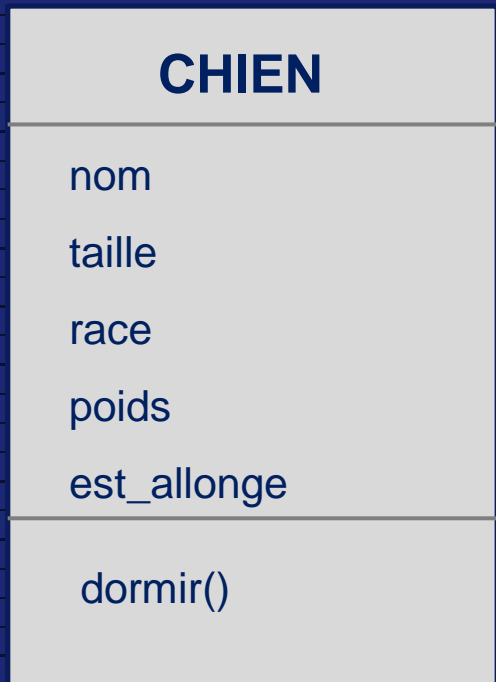 CHIEN
nom
taille
race
poids
est_allonge
dormir()